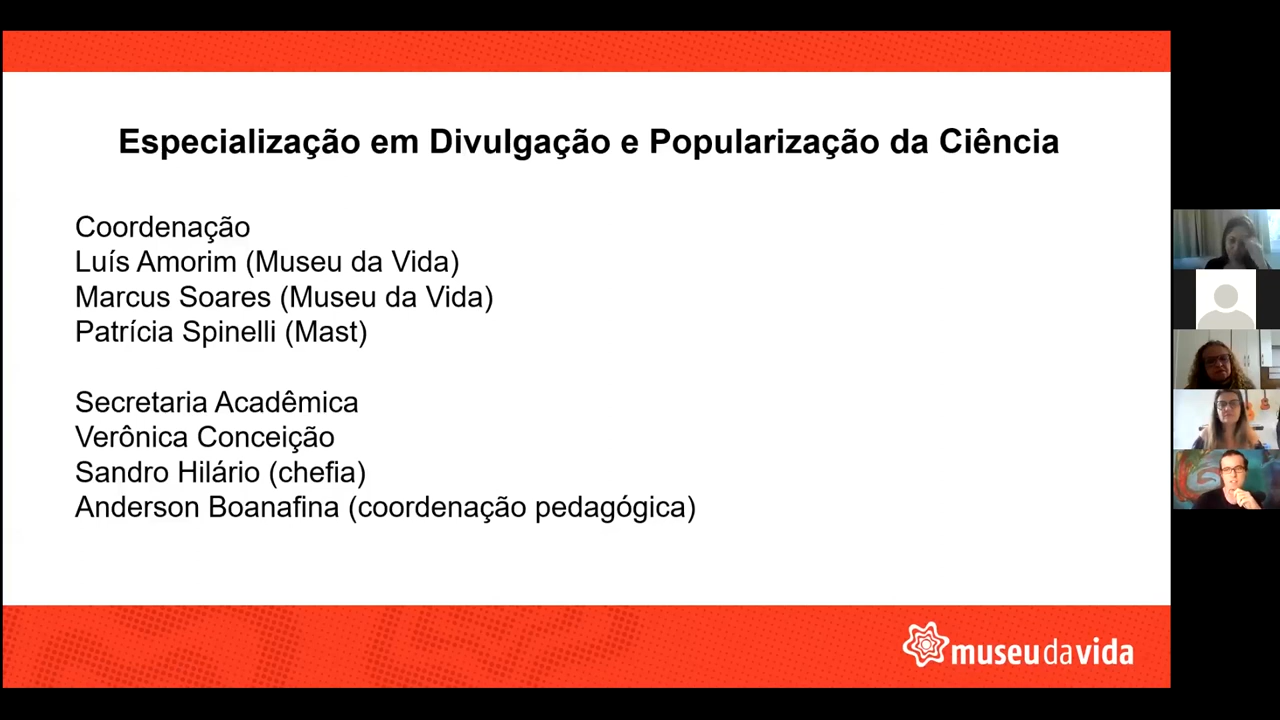 Especialização em Divulgação e Popularização da Ciência
Coordenação
Luís Amorim (Museu da Vida)
Marcus Soares (Museu da Vida)
Patrícia Spinelli (Mast)
Secretaria Acadêmica
Verônica Conceição
Sandro Hilário (chefia)
Anderson Boanafina (coordenação pedagógica)
museudavida